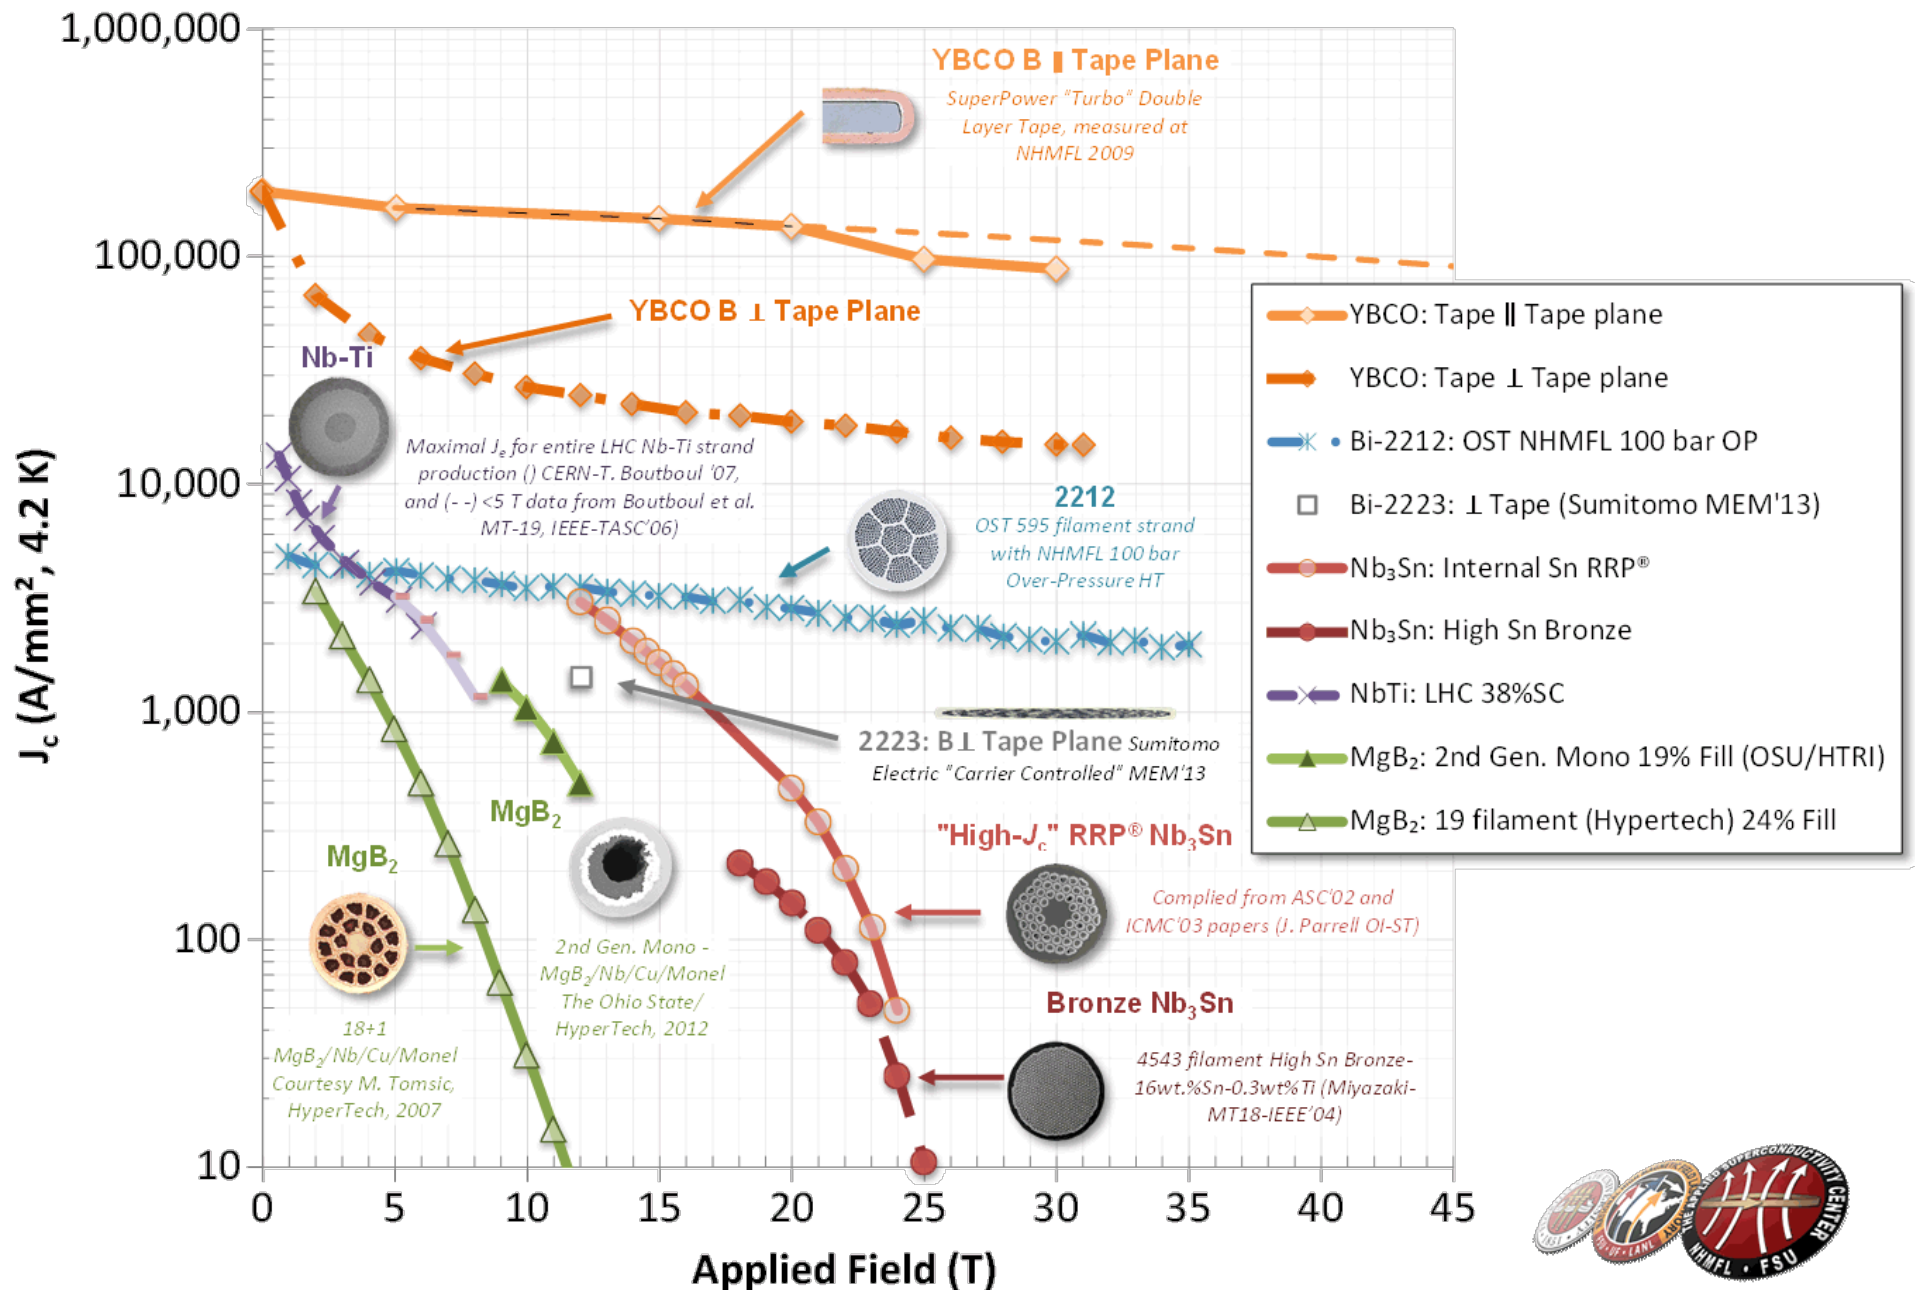 1,000,000
100,000
10,000
1,000
100
10
0
5
10
15
20
25
30
35
40
45
Applied Field (T)
J꜀ (A/mm², 4.2 K)
YBCO B ∥ Tape Plane
SuperPower "Turbo" Double
Layer Tape, measured at
NHMFL 2009
YBCO B ⊥ Tape Plane
Nb-Ti
Maximal Jₑ for entire LHC Nb-Ti strand
production () CERN-T. Boutboul '07,
and (- -) <5 T data from Boutboul et al.
MT-19, IEEE-TASC'06)
2212
OST 595 filament strand
with NHMFL 100 bar
Over-Pressure HT
2223: B⊥ Tape Plane Sumitomo
Electric "Carrier Controlled" MEM'13
MgB₂
2nd Gen. Mono -
MgB₂/Nb/Cu/Monel
The Ohio State/
HyperTech, 2012
MgB₂
18+1
MgB₂/Nb/Cu/Monel
Courtesy M. Tomsic,
HyperTech, 2007
"High-J꜀" RRP® Nb₃Sn
Complied from ASC'02 and
ICMC'03 papers (J. Parrell OI-ST)
Bronze Nb₃Sn
4543 filament High Sn Bronze-
16wt.%Sn-0.3wt%Ti (Miyazaki-
MT18-IEEE'04)
YBCO: Tape ∥ Tape plane
YBCO: Tape ⊥ Tape plane
Bi-2212: OST NHMFL 100 bar OP
Bi-2223: ⊥ Tape (Sumitomo MEM'13)
Nb₃Sn: Internal Sn RRP®
Nb₃Sn: High Sn Bronze
NbTi: LHC 38%SC
MgB₂: 2nd Gen. Mono 19% Fill (OSU/HTRI)
MgB₂: 19 filament (Hypertech) 24% Fill
THE APPLIED SUPERCONDUCTIVITY CENTER
NHMFL • FSU
FSU • UF • LANL